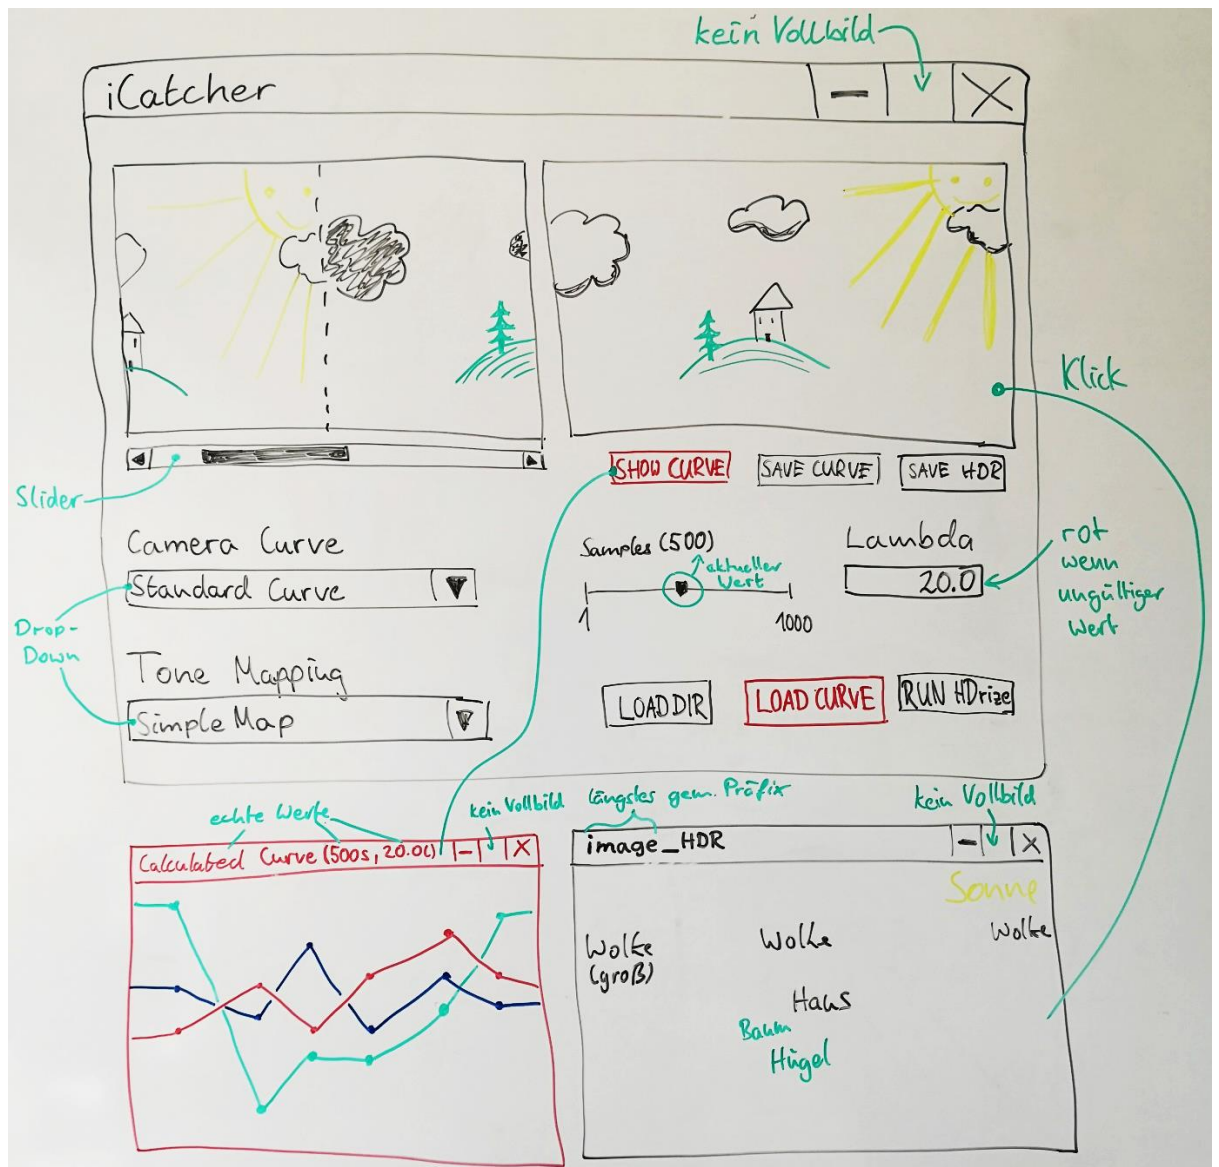 kein Vollbild
iCatcher
Klick
SHOW CURVE
SAVE CURVE
SAVE HDR
Slider
Camera Curve
Standard Curve
Samples (500)
aktueller
Wert
1
1000
Lambda
20.0
rot
wenn
ungültiger
Wert
Drop-
Down
Tone Mapping
Simple Map
LOAD DIR
LOAD CURVE
RUN HDrize
echte Werte
kein Vollbild
längstes gem. Präfix
kein Vollbild
Calculated Curve (500s, 20.0L)
image_HDR
Sonne
Wolke
(groß)
Wolke
Wolke
Haus
Baum
Hügel